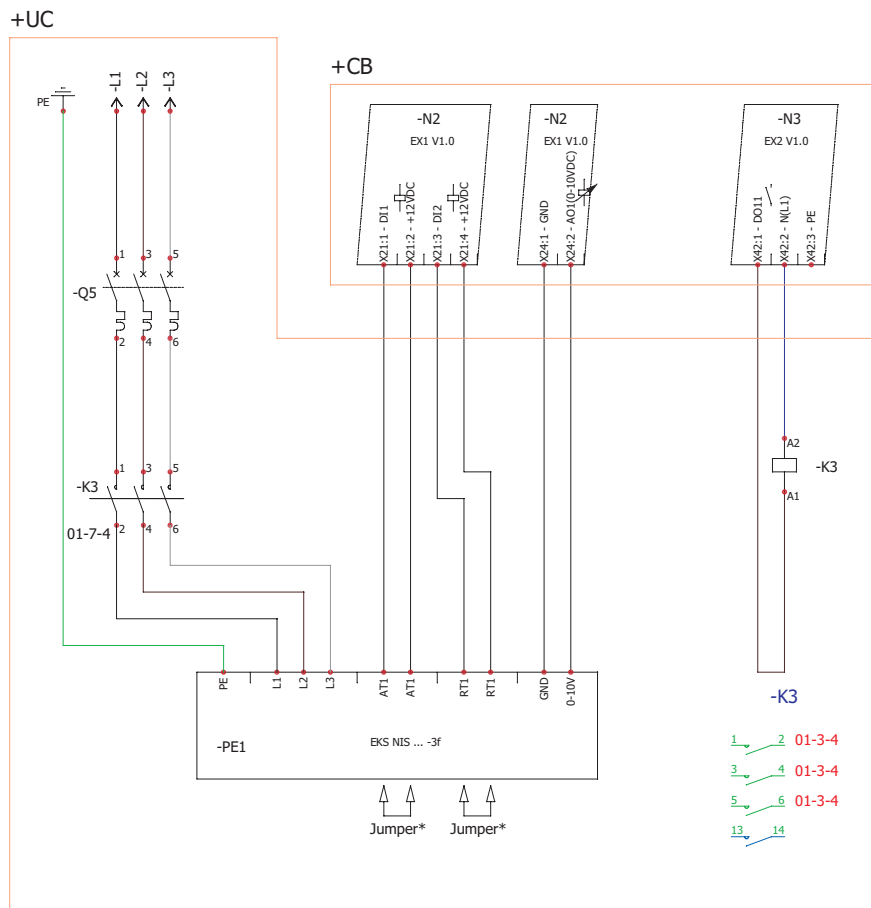 +UC
+CB
PE
-L1
-L2
-L3
-N2
EX1 V1.0
X21:1 - DI1
X21:2 - +12VDC
X21:3 - DI2
X21:4 - +12VDC
-N2
EX1 V1.0
X24:1 - GND
X24:2 - AO1(0-10VDC)
-N3
EX2 V1.0
X42:1 - DO11
X42:2 - N(L1)
X42:3 - PE
1
3
5
-Q5
2
4
6
1
3
5
-K3
01-7-4
2
4
6
A2
-K3
A1
PE
L1
L2
L3
AT1
AT1
RT1
RT1
GND
0-10V
-PE1
EKS NIS ... -3f
Jumper*
Jumper*
-K3
1 2 01-3-4
3 4 01-3-4
5 6 01-3-4
13 14